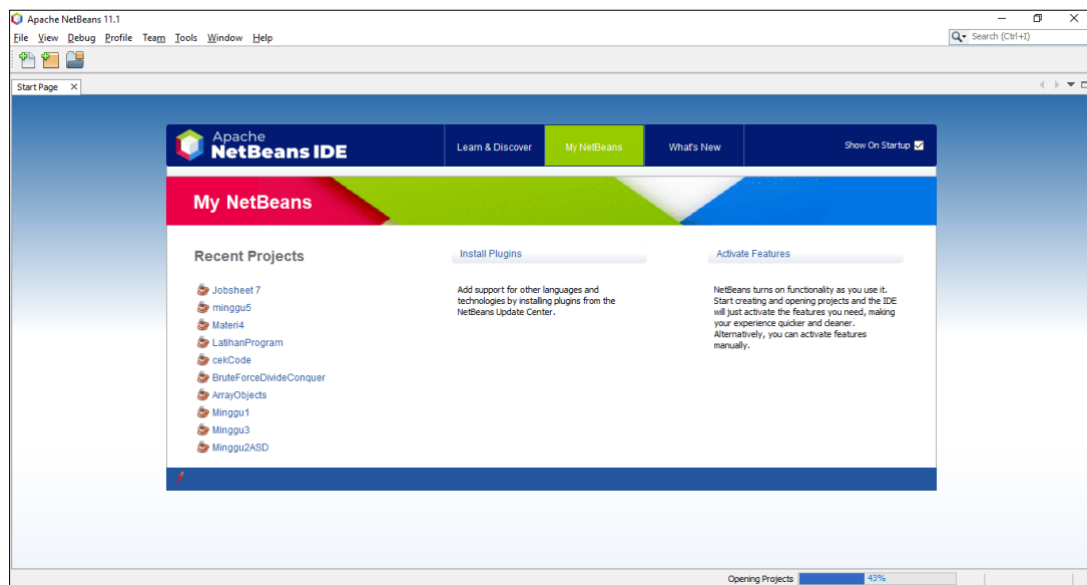 Apache NetBeans 11.1
File View Debug Profile Team Tools Window Help
Search (Ctrl+I)
Start Page
Apache
NetBeans IDE
Learn & Discover
My NetBeans
What's New
Show On Startup
My NetBeans
Recent Projects
Jobsheet 7
minggu5
Materi4
LatihanProgram
cekCode
BruteForceDivideConquer
ArrayObjects
Minggu1
Minggu3
Minggu2ASD
Install Plugins
Add support for other languages and
technologies by installing plugins from the
NetBeans Update Center.
Activate Features
NetBeans turns on functionality as you use it.
Start creating and opening projects and the IDE
will just activate the features you need, making
your experience quicker and cleaner.
Alternatively, you can activate features
manually.
Opening Projects
43%